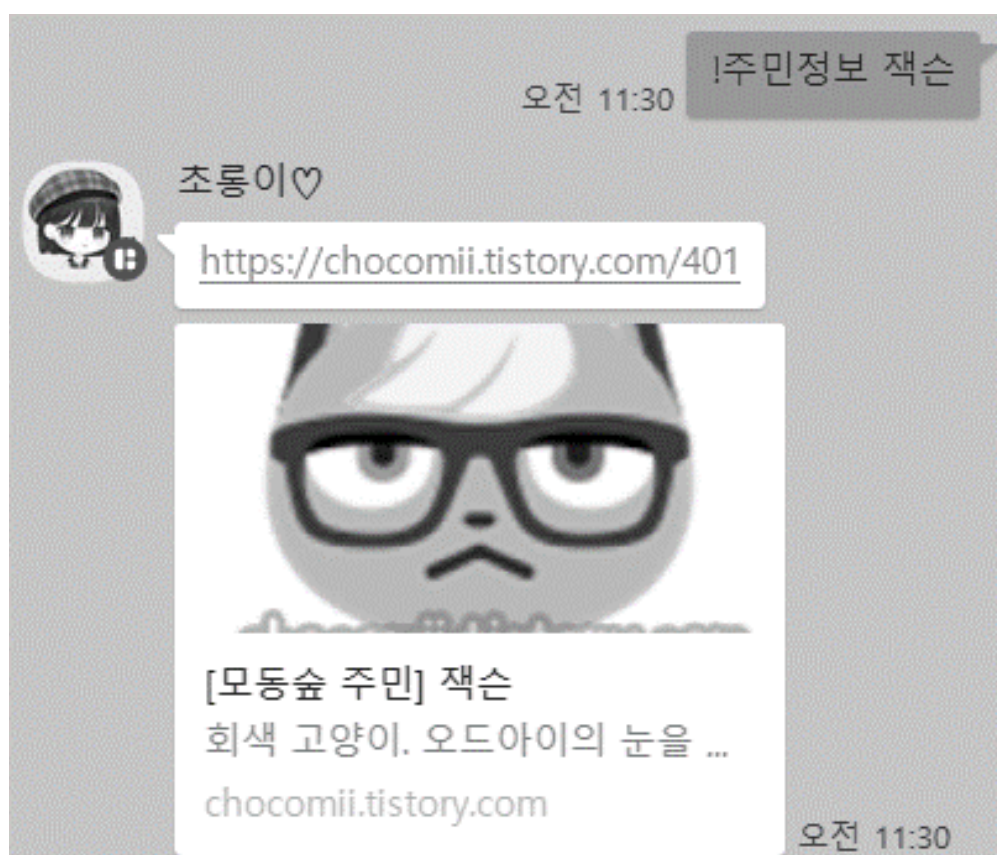 !주민정보 잭슨
오전 11:30
초롱이♡
https://chocomii.tistory.com/401
[모동숲 주민] 잭슨
회색 고양이. 오드아이의 눈을 ...
chocomii.tistory.com
오전 11:30